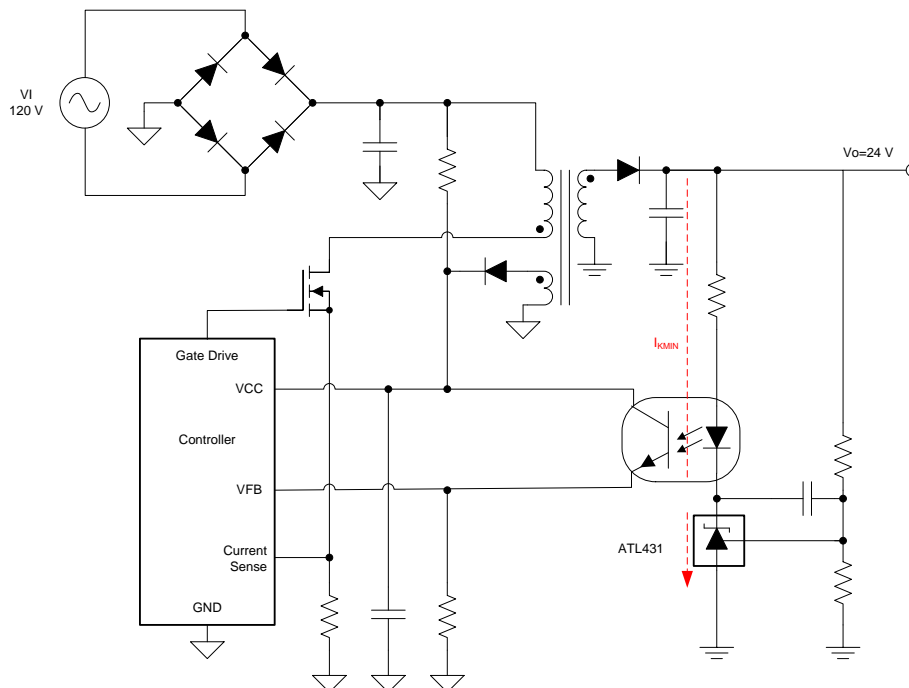 VI
120 V
Vo=24 V
IKMIN
Gate Drive
VCC
Controller
VFB
Current
Sense
GND
ATL431